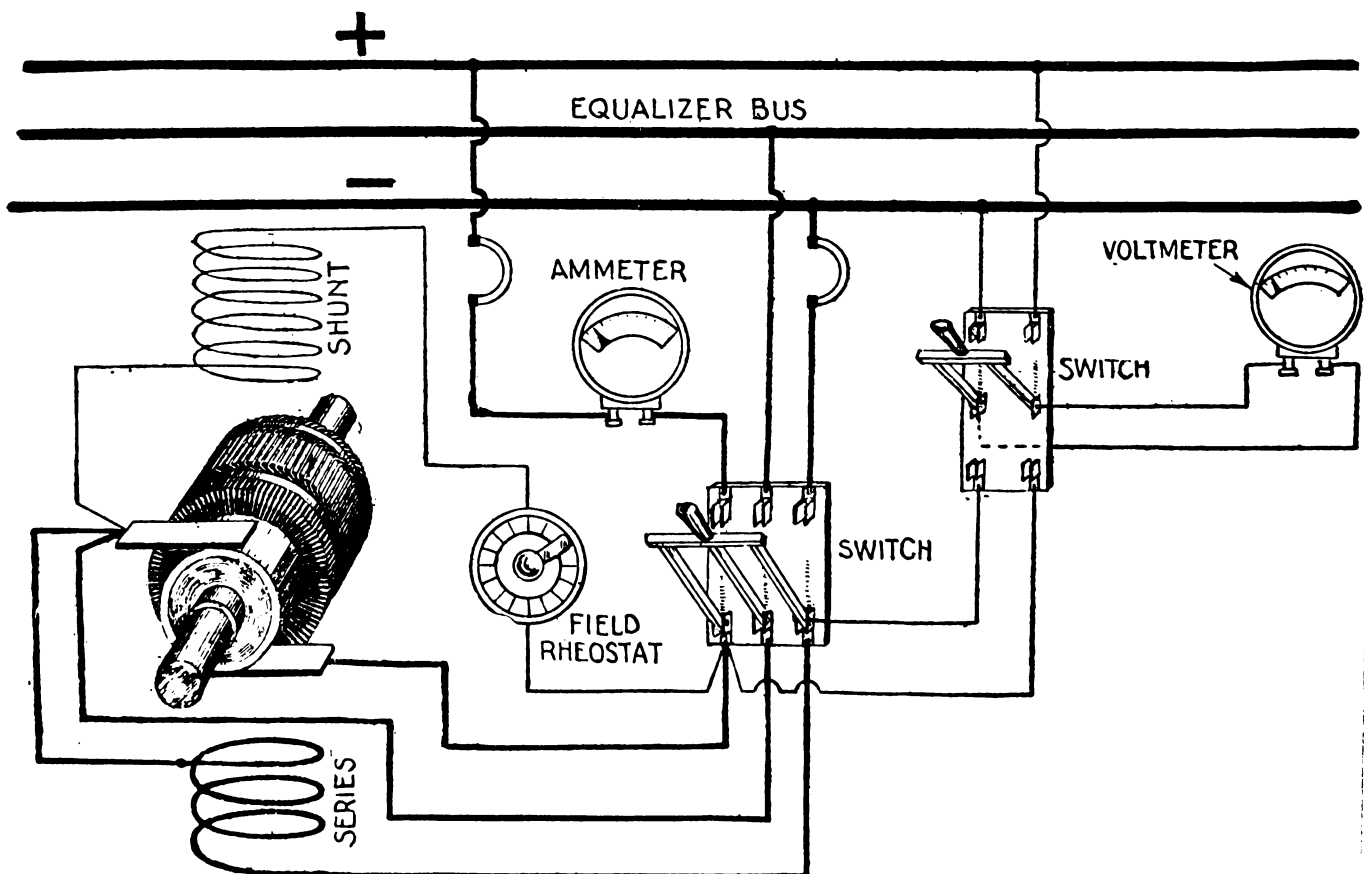 +
EQUALIZER BUS
−
SHUNT
AMMETER
VOLTMETER
SWITCH
SWITCH
FIELD
RHEOSTAT
SERIES